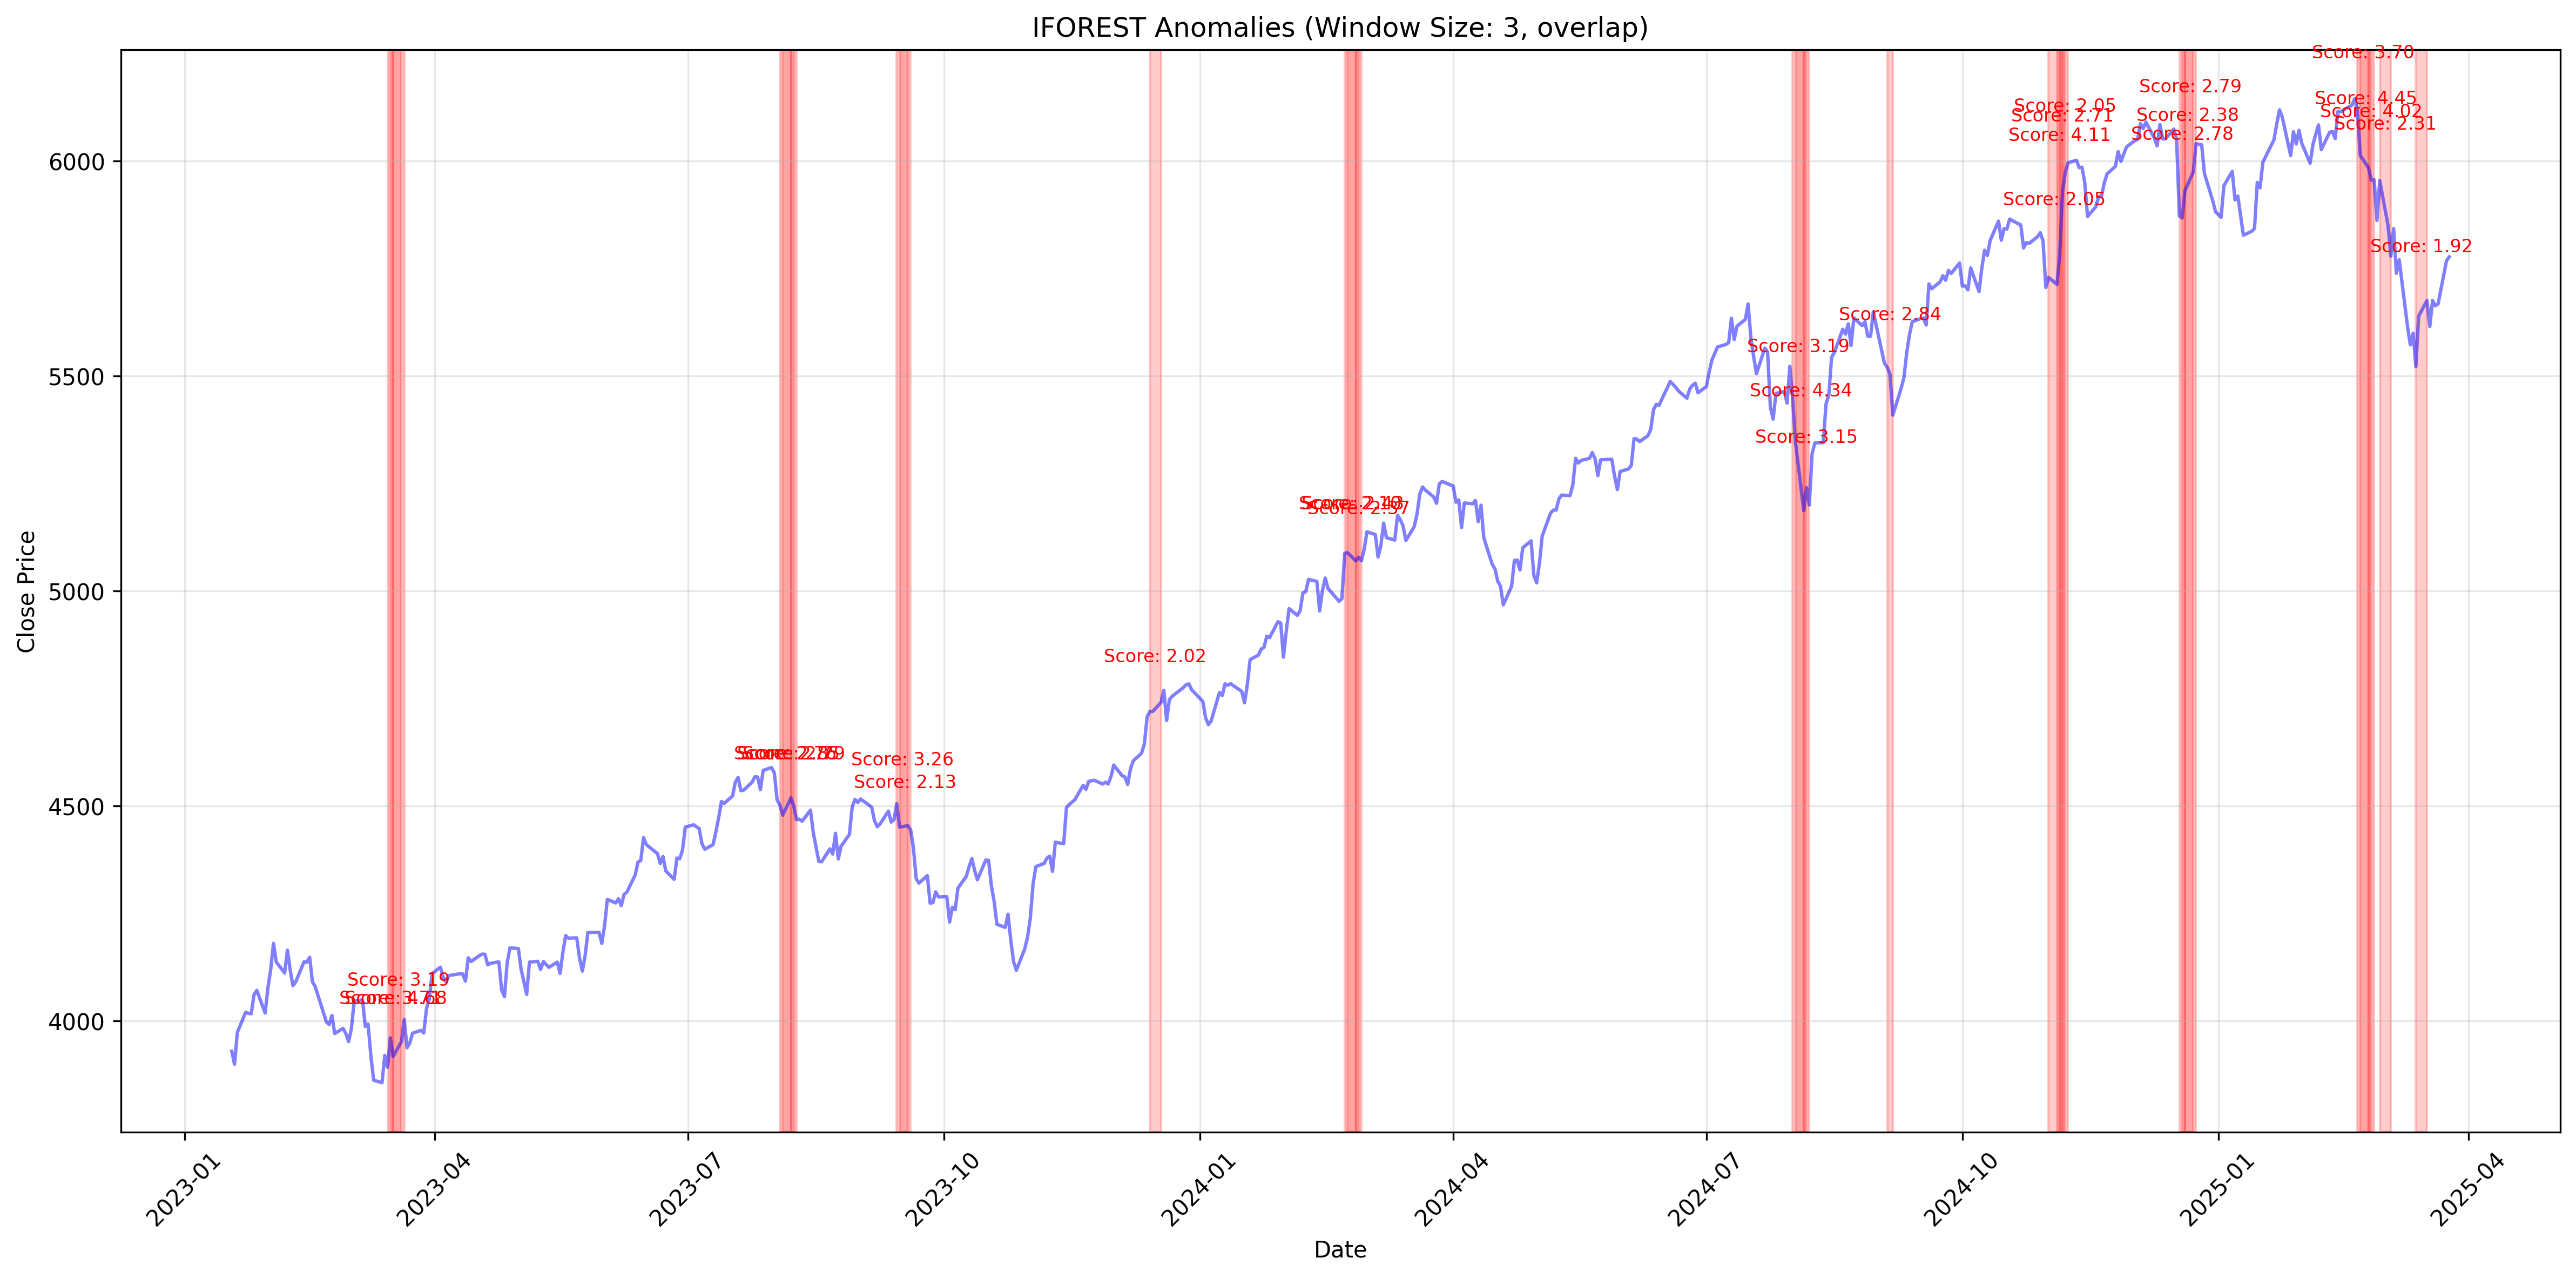 IFOREST Anomalies (Window Size: 3, overlap)
Score: 3.70
Score: 2.79
Score: 4.45
Score: 2.05
Score: 4.02
Score: 2.71
Score: 2.38
Score: 2.31
Score: 4.11
Score: 2.78
6000
Score: 2.05
Score: 1.92
Score: 2.84
5500
Score: 3.19
Score: 4.34
Score: 3.15
Score: 2.57
5000
Score: 2.02
Score: 3.26
Score: 2.13
4500
Score: 3.19
4000
Close Price
2023-01
2023-04
2023-07
2023-10
2024-01
2024-04
2024-07
2024-10
2025-01
2025-04
Date